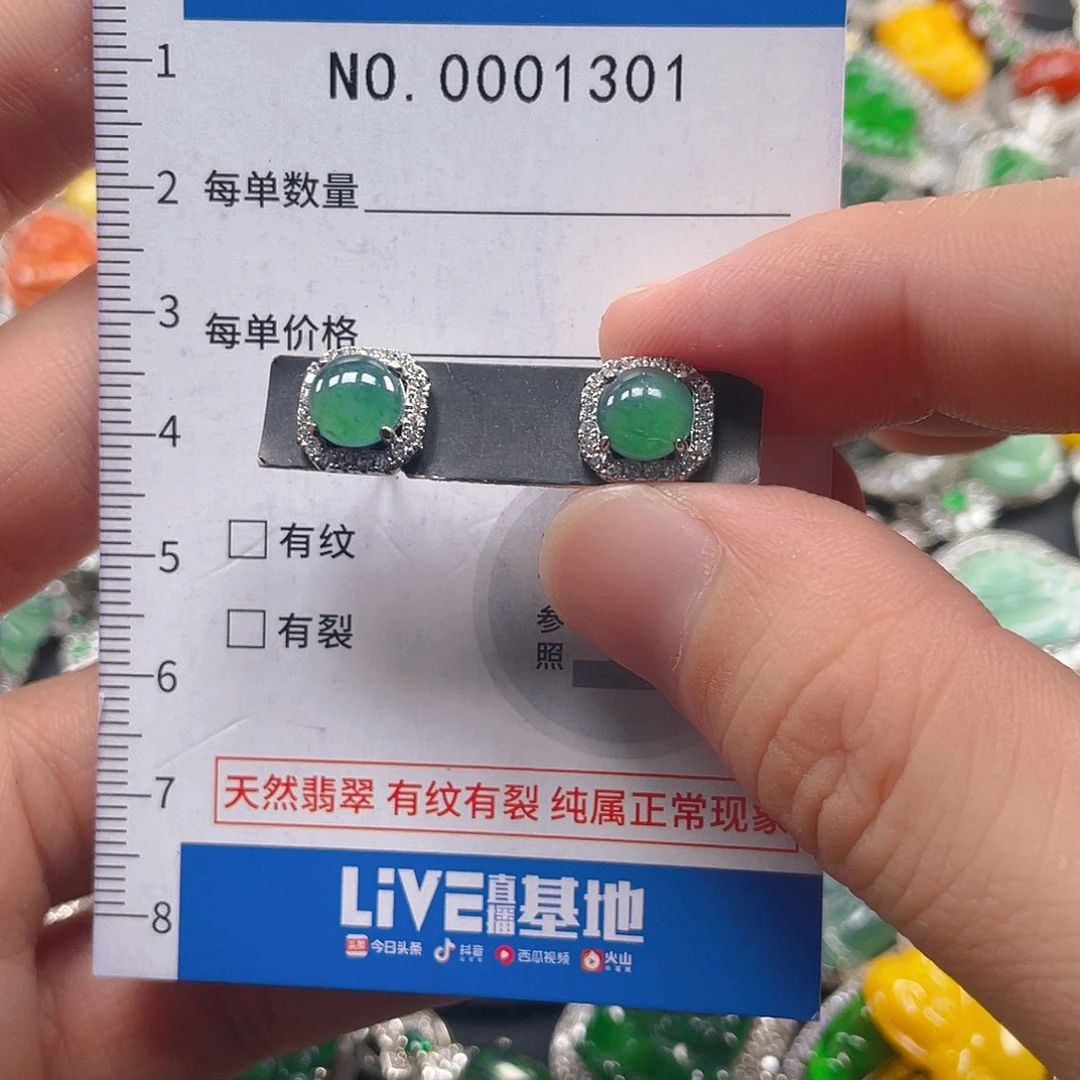 NO. 0001301
1
2
每单数量
3
每单价格
4
5
有纹
有裂
参
照
6
7
天然翡翠 有纹有裂 纯属正常现象
LiVE直播基地
8
头条 今日头条 抖音 西瓜视频 火山